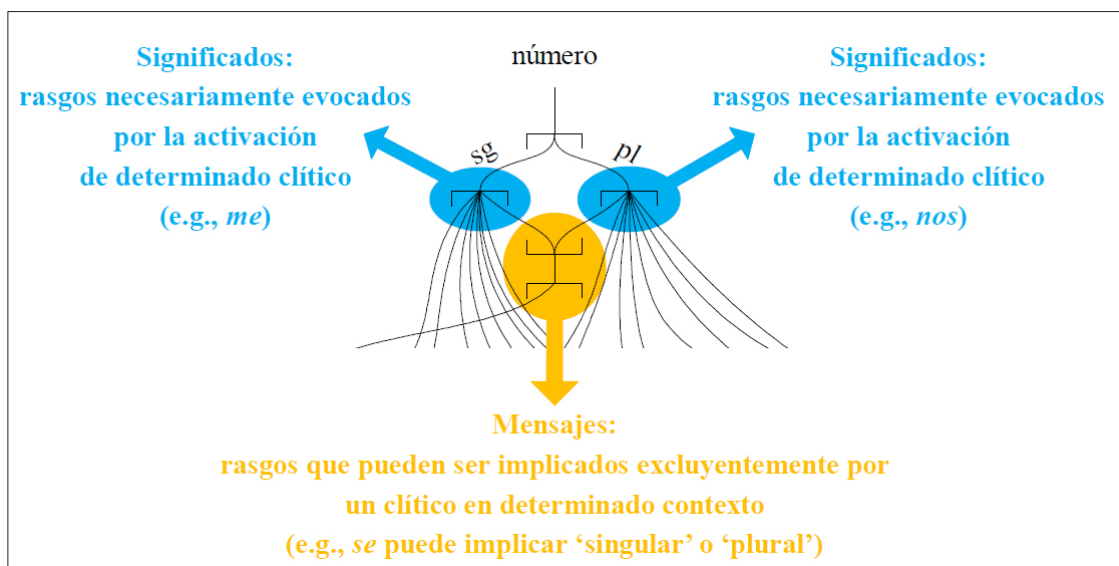 Significados:
rasgos necesariamente evocados
por la activación
de determinado clítico
(e.g., me)
número
sg
pl
Significados:
rasgos necesariamente evocados
por la activación
de determinado clítico
(e.g., nos)
Mensajes:
rasgos que pueden ser implicados excluyentemente por
un clítico en determinado contexto
(e.g., se puede implicar ‘singular’ o ‘plural’)